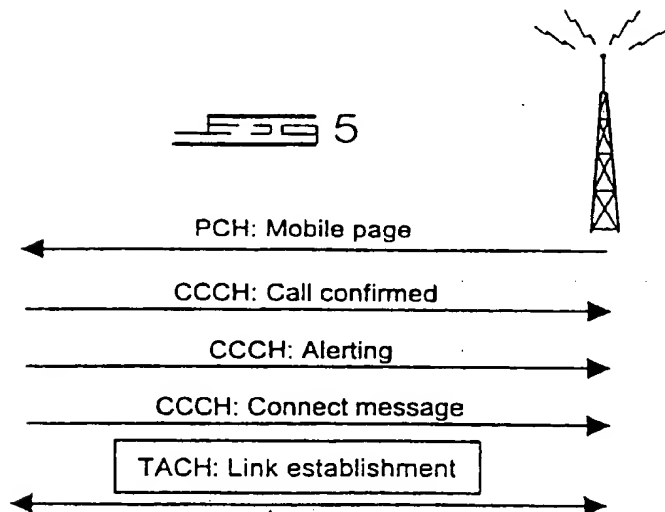 5
PCH: Mobile page
CCCH: Call confirmed
CCCH: Alerting
CCCH: Connect message
TACH: Link establishment